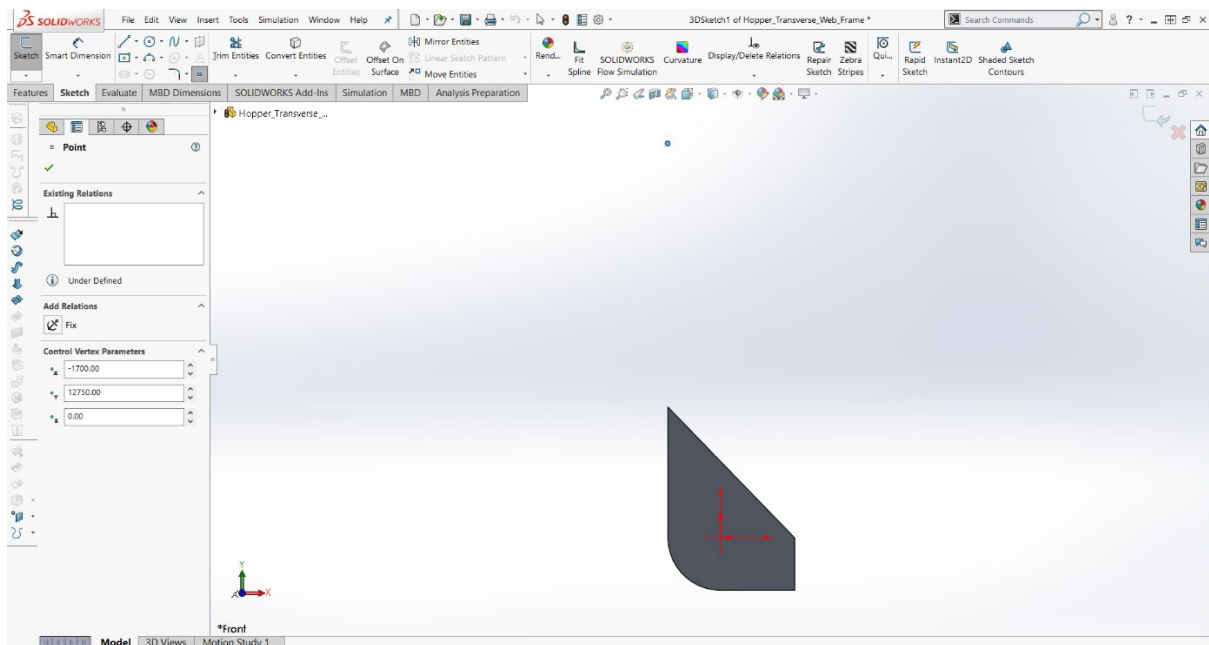 SOLIDWORKS File Edit View Insert Tools Simulation Window Help 3DSketch1 of Hopper_Transverse_Web_Frame * Search Commands ?
Sketch Smart Dimension Trim Entities Convert Entities Offset Entities Offset On Surface Mirror Entities Linear Sketch Pattern Move Entities Rend... Fit Spline SOLIDWORKS Flow Simulation Curvature Display/Delete Relations Repair Sketch Zebra Stripes Qui... Rapid Sketch Instant2D Shaded Sketch Contours
Features Sketch Evaluate MBD Dimensions SOLIDWORKS Add-Ins Simulation MBD Analysis Preparation
Hopper_Transverse_...
Point
Existing Relations
Under Defined
Add Relations
Fix
Control Vertex Parameters
X -1700.00
Y 12750.00
Z 0.00
Y
X
*Front
Model 3D Views Motion Study 1